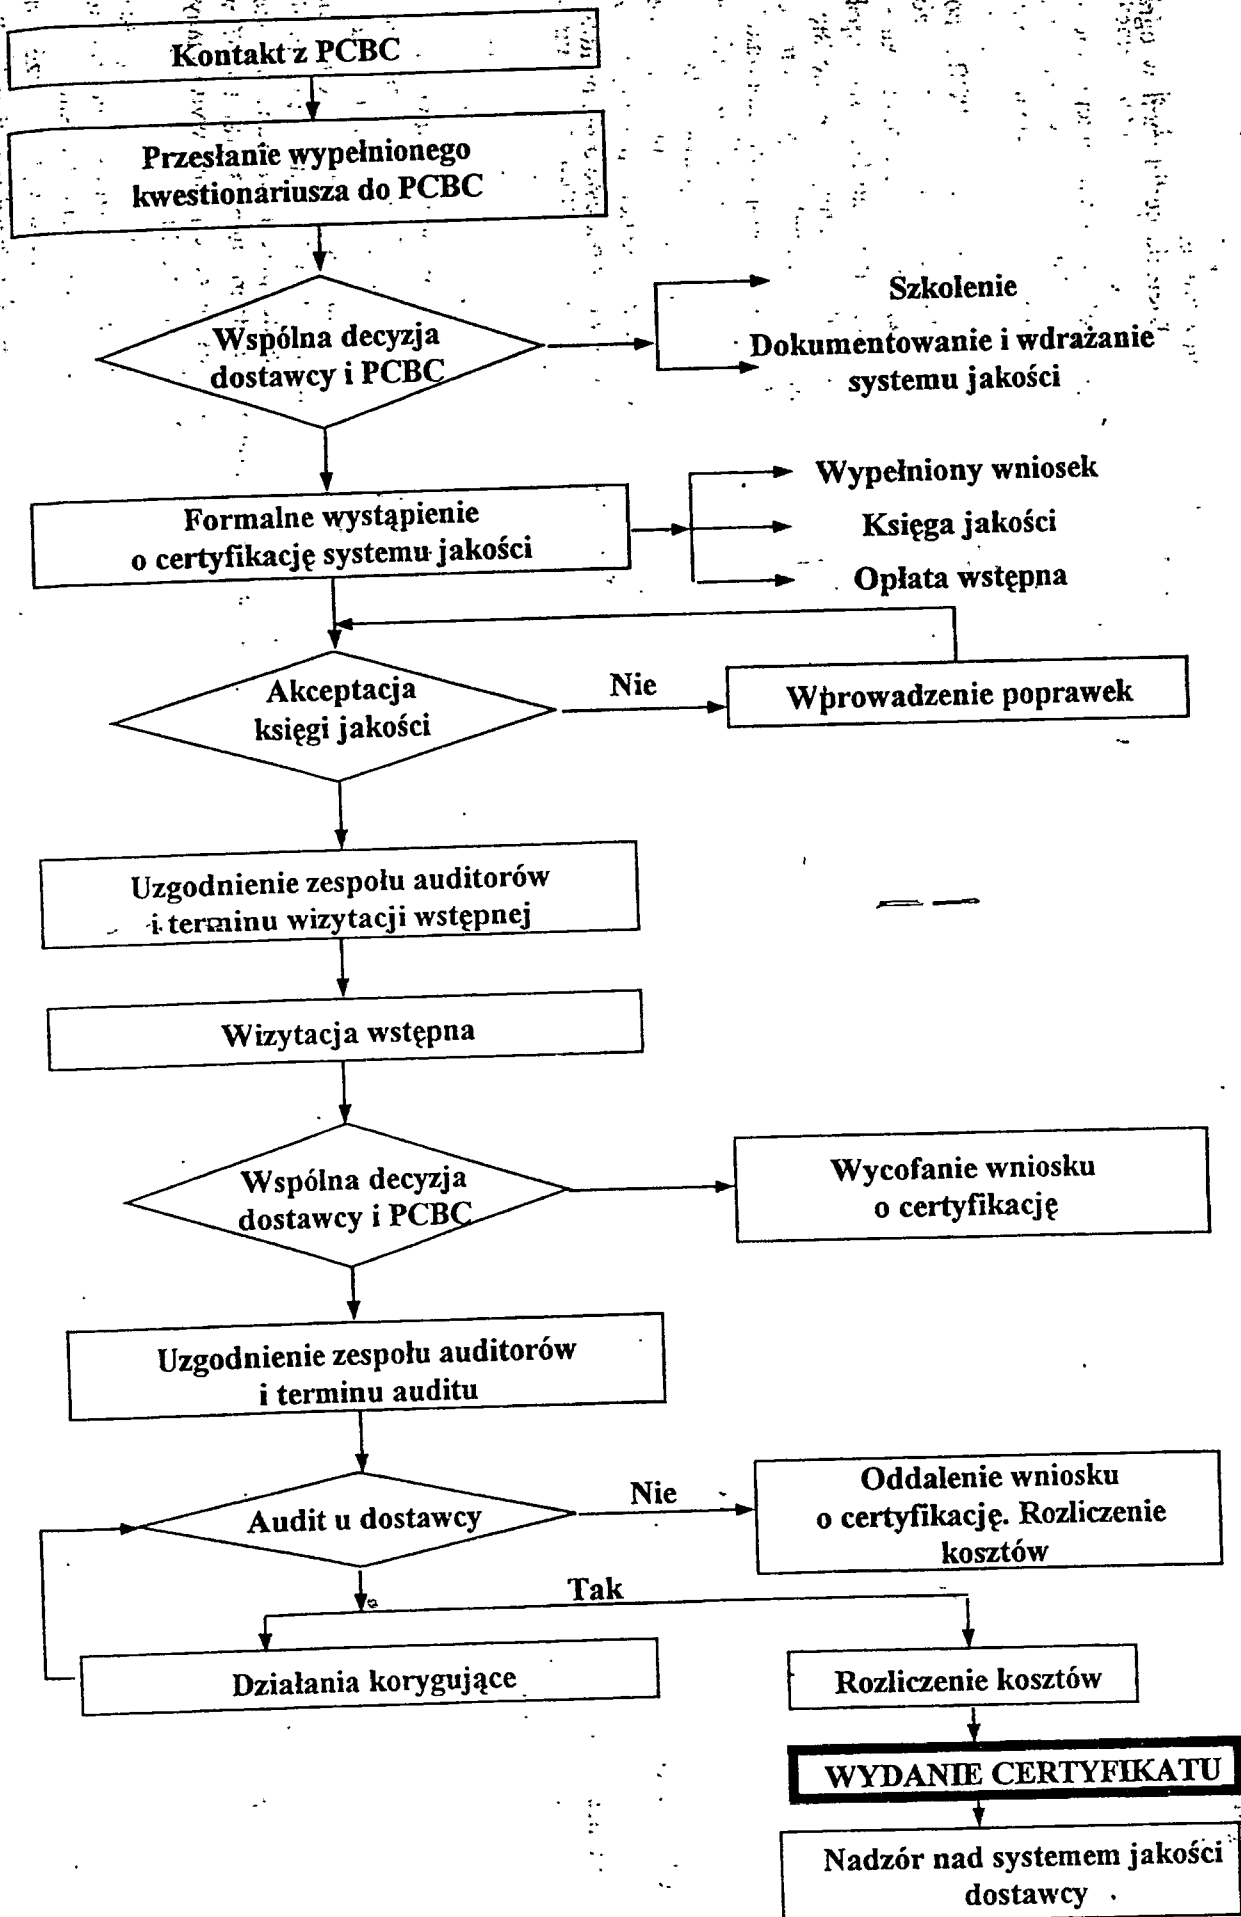 Kontakt z PCBC
Przesłanie wypełnionego
kwestionariusza do PCBC
Wspólna decyzja
dostawcy i PCBC
Szkolenie
Dokumentowanie i wdrażanie
systemu jakości
Formalne wystąpienie
o certyfikację systemu jakości
Wypełniony wniosek
Księga jakości
Opłata wstępna
Akceptacja
księgi jakości
Nie
Wprowadzenie poprawek
Uzgodnienie zespołu auditorów
i terminu wizytacji wstępnej
Wizytacja wstępna
Wspólna decyzja
dostawcy i PCBC
Wycofanie wniosku
o certyfikację
Uzgodnienie zespołu auditorów
i terminu auditu
Audit u dostawcy
Nie
Oddalenie wniosku
o certyfikację. Rozliczenie
kosztów
Tak
Działania korygujące
Rozliczenie kosztów
WYDANIE CERTYFIKATU
Nadzór nad systemem jakości
dostawcy